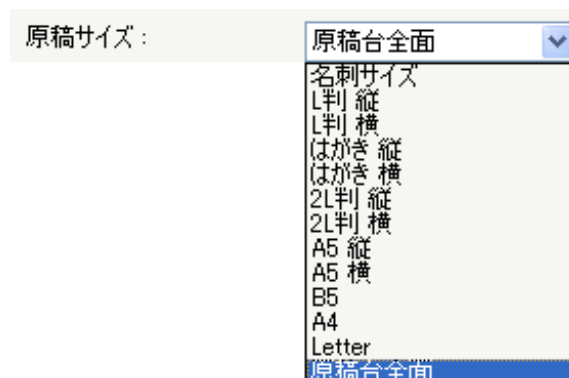 原稿サイズ : 原稿台全面
名刺サイズ
L判 縦
L判 横
はがき 縦
はがき 横
2L判 縦
2L判 横
A5 縦
A5 横
B5
A4
Letter
原稿台全面